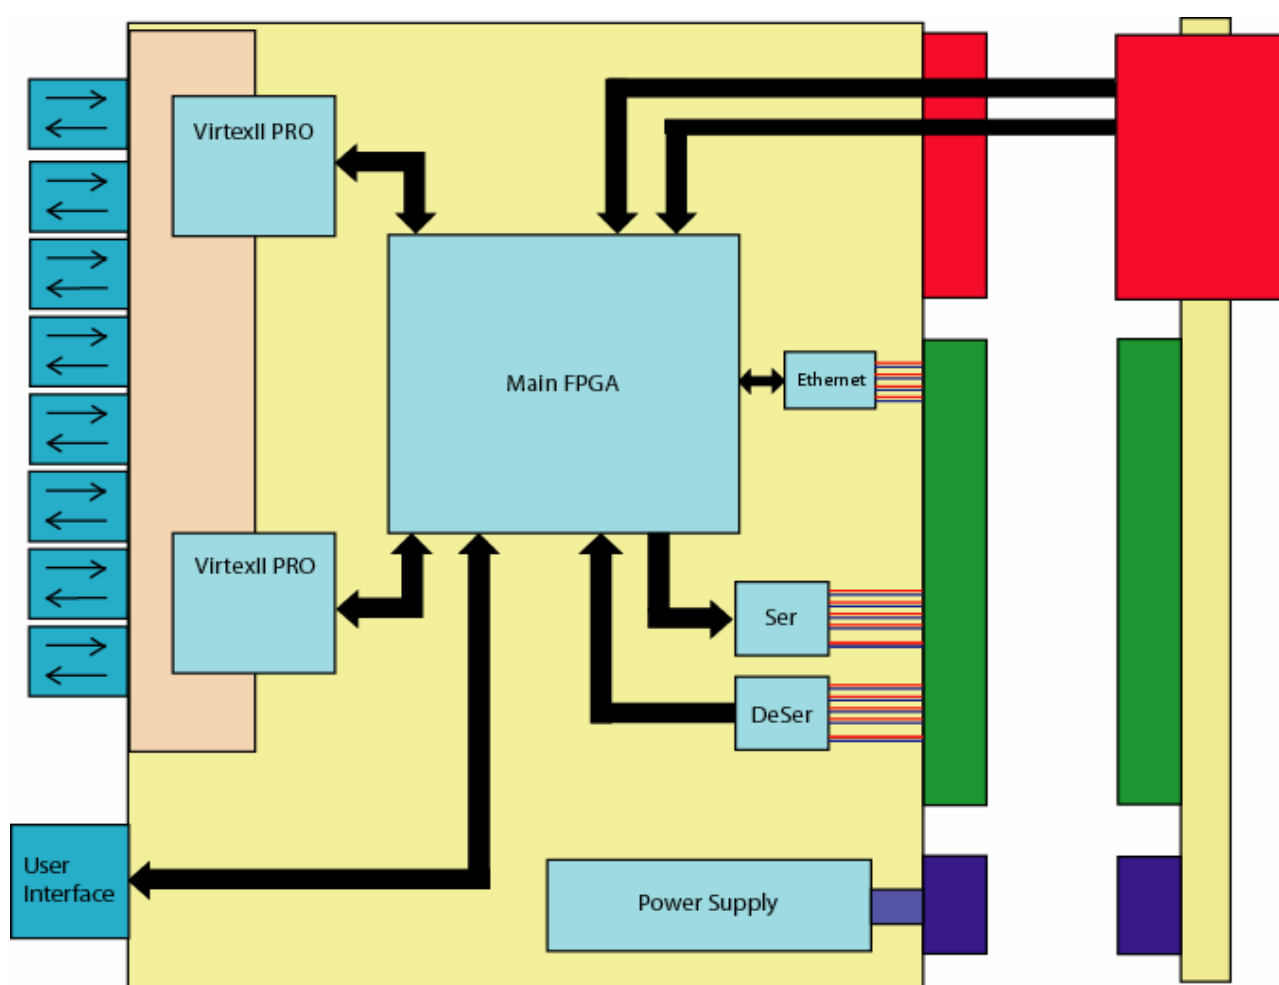 VirtexII PRO
Main FPGA
Ethernet
VirtexII PRO
Ser
DeSer
User
Interface
Power Supply